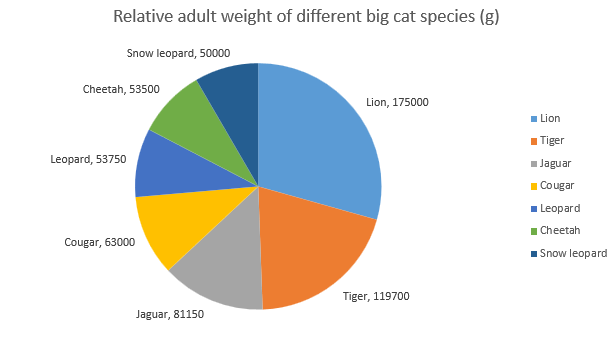 Relative adult weight of different big cat species (g)
Snow leopard, 50000
Cheetah, 53500
Lion, 175000
Leopard, 53750
Cougar, 63000
Tiger, 119700
Jaguar, 81150
Lion
Tiger
Jaguar
Cougar
Leopard
Cheetah
Snow leopard